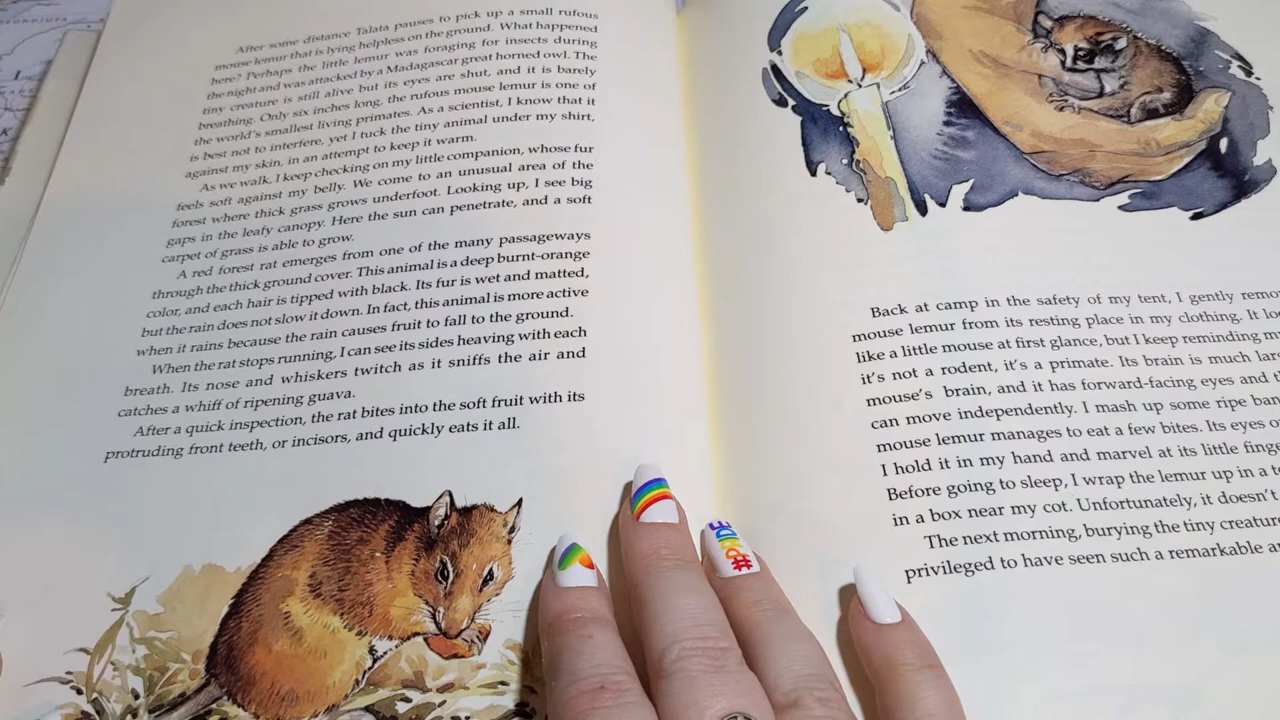 After some distance Talata pauses to pick up a small rufous
mouse lemur that is lying helpless on the ground. What happened
here? Perhaps the little lemur was foraging for insects during
the night and was attacked by a Madagascar great horned owl. The
tiny creature is still alive but its eyes are shut, and it is barely
breathing. Only six inches long, the rufous mouse lemur is one of
the world's smallest living primates. As a scientist, I know that it
is best not to interfere, yet I tuck the tiny animal under my shirt,
against my skin, in an attempt to keep it warm.
As we walk, I keep checking on my little companion, whose fur
feels soft against my belly. We come to an unusual area of the
forest where thick grass grows underfoot. Looking up, I see big
gaps in the leafy canopy. Here the sun can penetrate, and a soft
carpet of grass is able to grow.
A red forest rat emerges from one of the many passageways
through the thick ground cover. This animal is a deep burnt-orange
color, and each hair is tipped with black. Its fur is wet and matted,
but the rain does not slow it down. In fact, this animal is more active
when it rains because the rain causes fruit to fall to the ground.
When the rat stops running, I can see its sides heaving with each
breath. Its nose and whiskers twitch as it sniffs the air and
catches a whiff of ripening guava.
After a quick inspection, the rat bites into the soft fruit with its
protruding front teeth, or incisors, and quickly eats it all.
Back at camp in the safety of my tent, I gently remo
mouse lemur from its resting place in my clothing. It lo
like a little mouse at first glance, but I keep reminding m
it's not a rodent, it's a primate. Its brain is much lar
mouse's brain, and it has forward-facing eyes and t
can move independently. I mash up some ripe ban
mouse lemur manages to eat a few bites. Its eyes o
I hold it in my hand and marvel at its little finge
Before going to sleep, I wrap the lemur up in a t
in a box near my cot. Unfortunately, it doesn't
The next morning, burying the tiny creatur
privileged to have seen such a remarkable a
#PRIDE